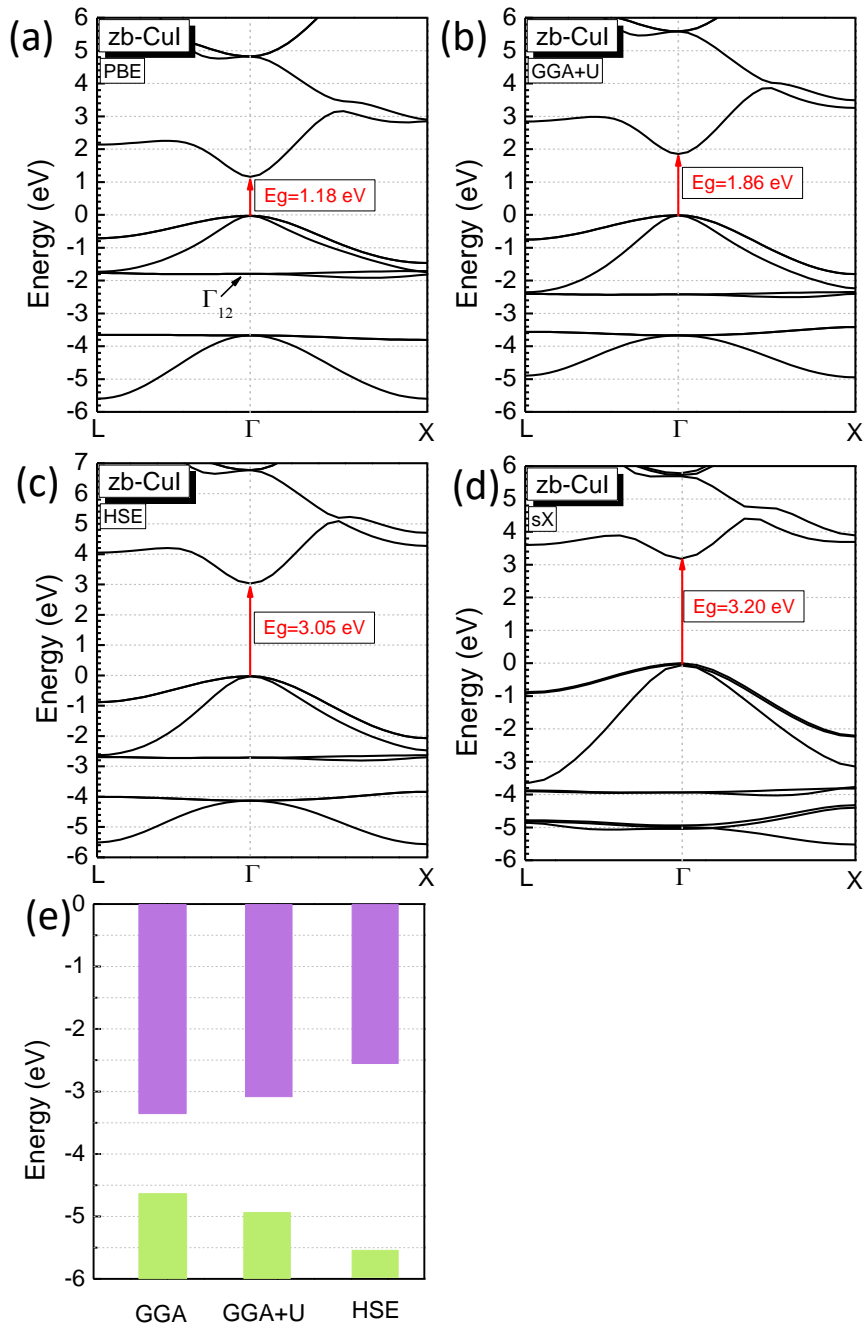 (a)
zb-CuI
PBE
6
5
4
3
2
1
0
-1
-2
-3
-4
-5
-6
Energy (eV)
Eg=1.18 eV
Γ12
L Γ X
(b)
zb-CuI
GGA+U
6
5
4
3
2
1
0
-1
-2
-3
-4
-5
-6
Energy (eV)
Eg=1.86 eV
L Γ X
(c)
zb-CuI
HSE
7
6
5
4
3
2
1
0
-1
-2
-3
-4
-5
-6
Energy (eV)
Eg=3.05 eV
L Γ X
(d)
zb-CuI
sX
6
5
4
3
2
1
0
-1
-2
-3
-4
-5
-6
Energy (eV)
Eg=3.20 eV
L Γ X
(e)
0
-1
-2
-3
-4
-5
-6
Energy (eV)
GGA GGA+U HSE